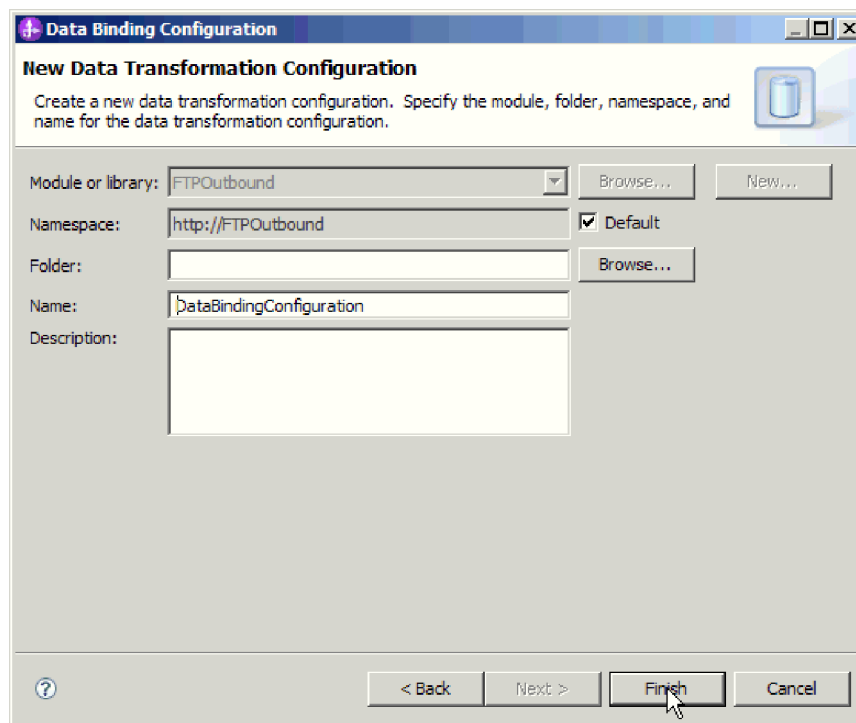 Data Binding Configuration
New Data Transformation Configuration
Create a new data transformation configuration. Specify the module, folder, namespace, and
name for the data transformation configuration.
Module or library: FTPOutbound Browse... New...
Namespace: http://FTPOutbound Default
Folder: Browse...
Name: DataBindingConfiguration
Description:
? < Back Next > Finish Cancel